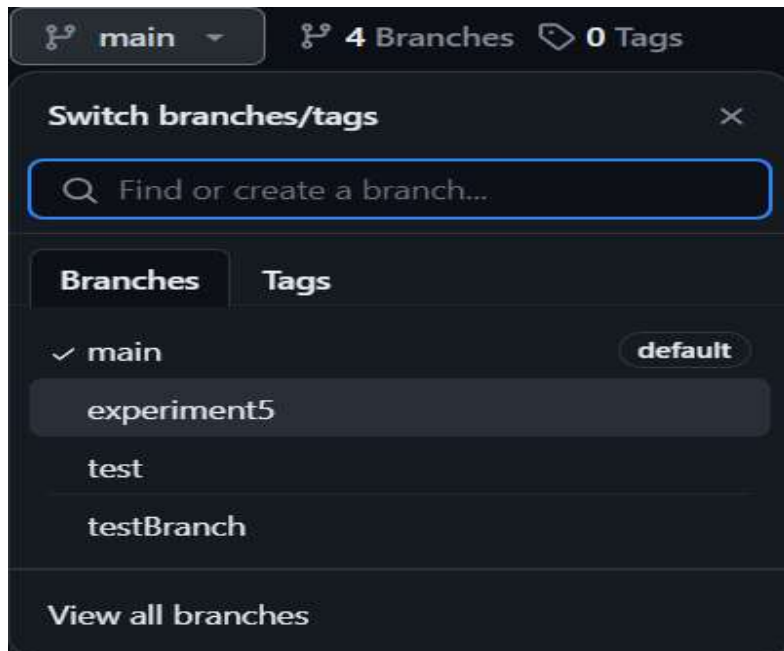 main 4 Branches 0 Tags
Switch branches/tags
Find or create a branch...
Branches Tags
main default
experiment5
test
testBranch
View all branches